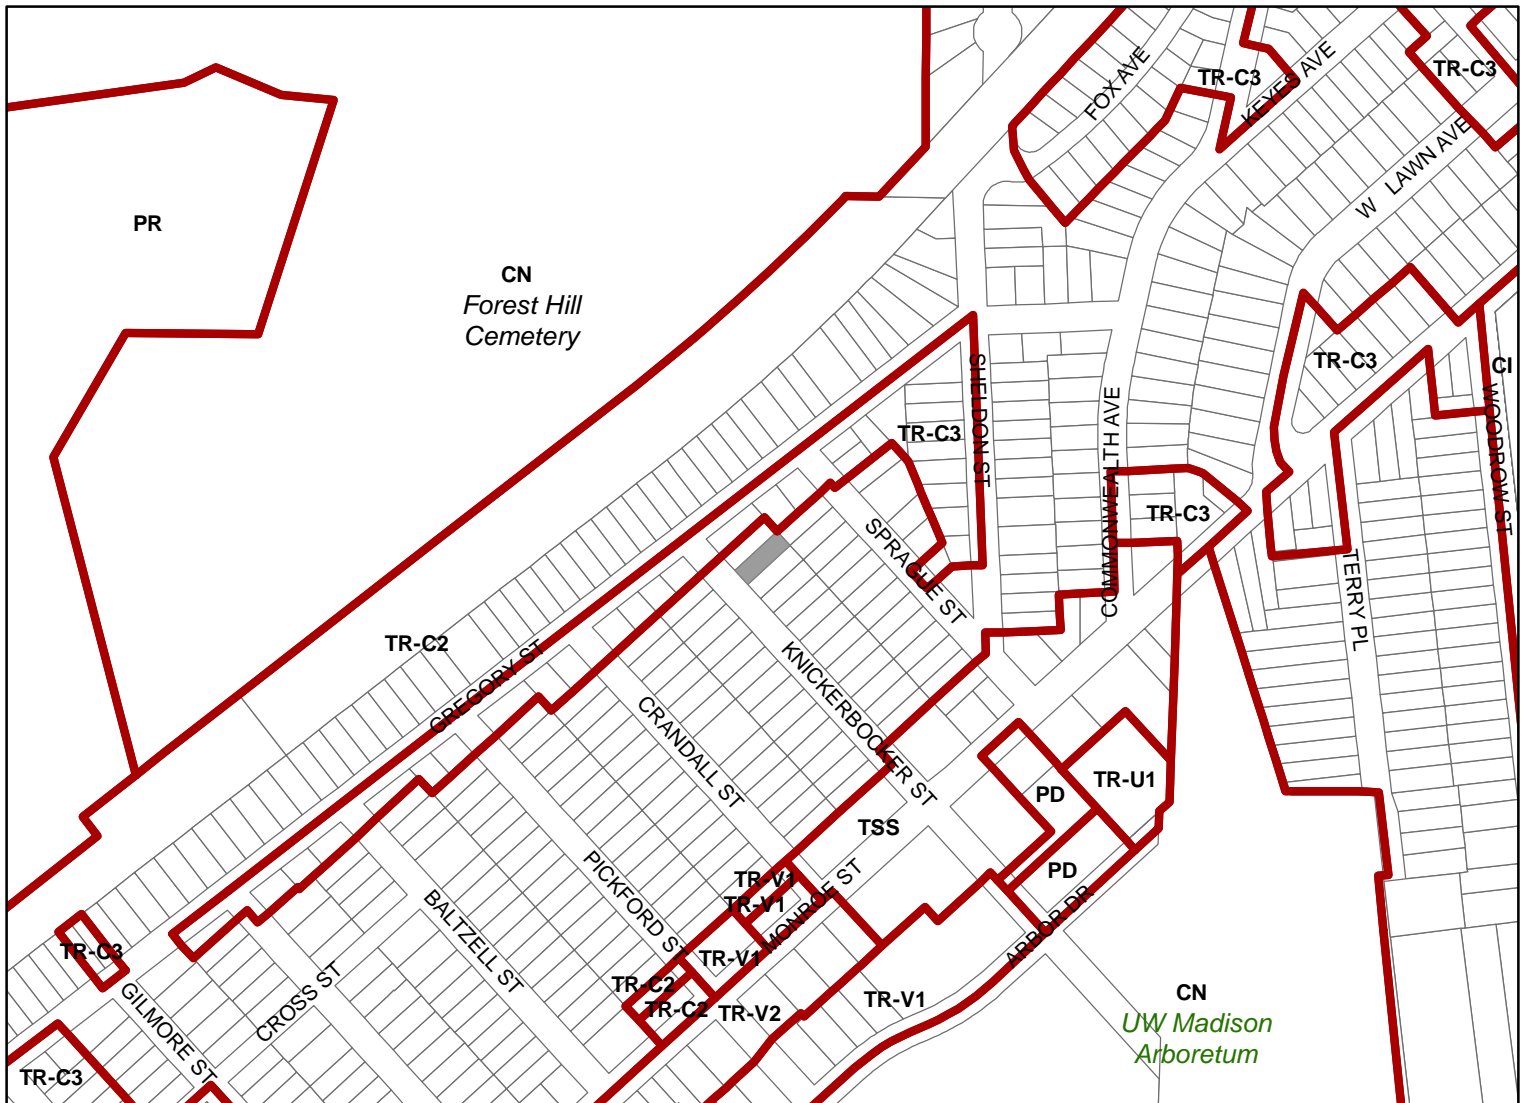 FOX AVE
TR-C3
KEYES AVE
TR-C3
W LAWN AVE
PR
CN
Forest Hill
Cemetery
TR-C3
CI
SHELDON ST
COMMONWEALTH AVE
WOODROW ST
TR-C3
TR-C3
SPRAGUE ST
TERRY PL
TR-C2
GREGORY ST
KNICKERBOCKER ST
CRANDALL ST
TR-U1
PD
TSS
PD
TR-V1
TR-V1
MONROE ST
PICKFORD ST
BALTZELL ST
ARBOR DR
TR-C3
TR-V1
TR-C2
TR-C2
TR-V2
TR-V1
CROSS ST
GILMORE ST
CN
UW Madison
Arboretum
TR-C3